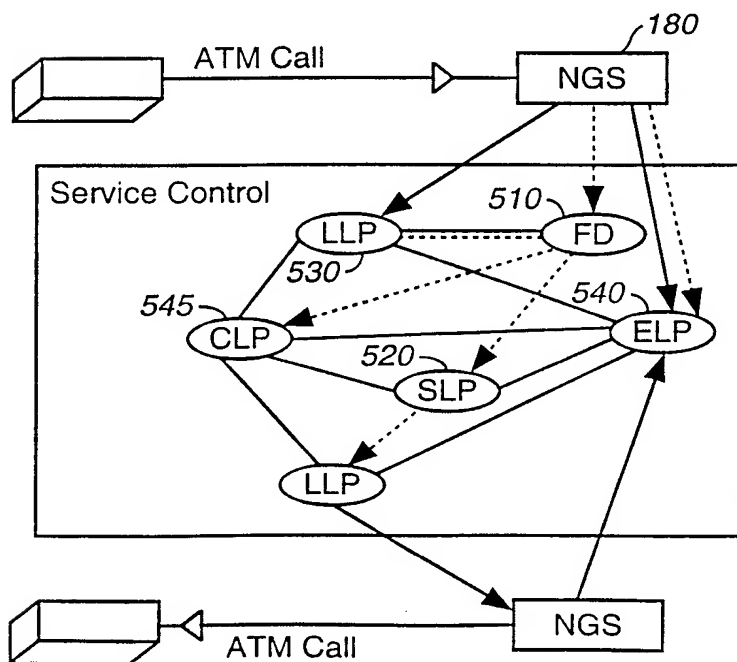 180
ATM Call
NGS
Service Control
510
LLP
FD
530
545
540
CLP
ELP
520
SLP
LLP
NGS
ATM Call